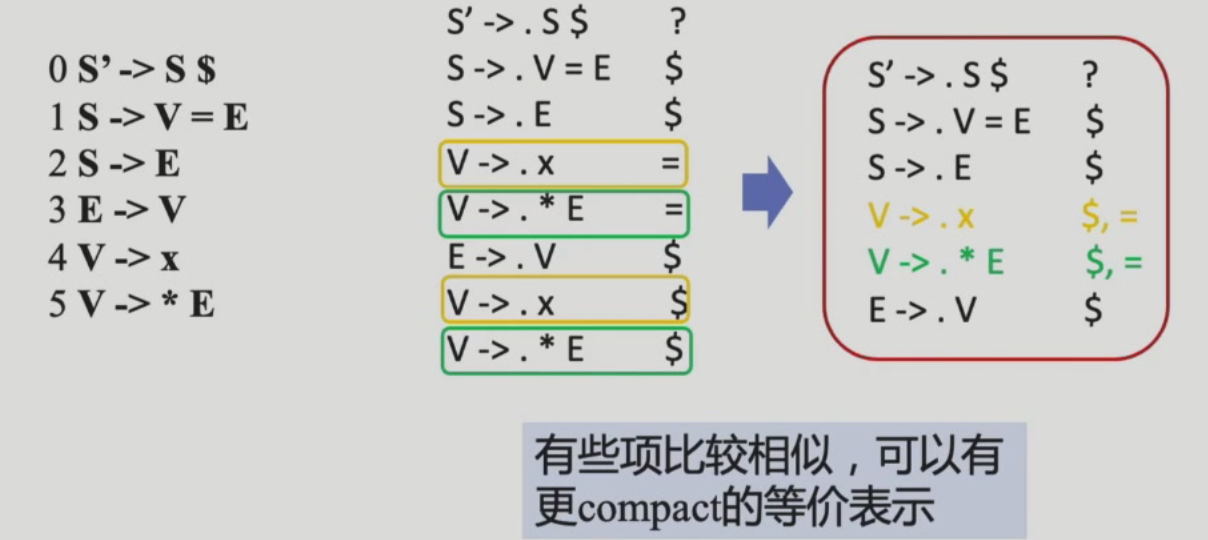 0 S' -> S $
1 S -> V = E
2 S -> E
3 E -> V
4 V -> x
5 V -> * E
S' -> . S $ ?
S -> . V = E $
S -> . E $
V -> . x =
V -> . * E =
E -> . V $
V -> . x $
V -> . * E $
S' -> . S $ ?
S -> . V = E $
S -> . E $
V -> . x $, =
V -> . * E $, =
E -> . V $
有些项比较相似，可以有
更compact的等价表示